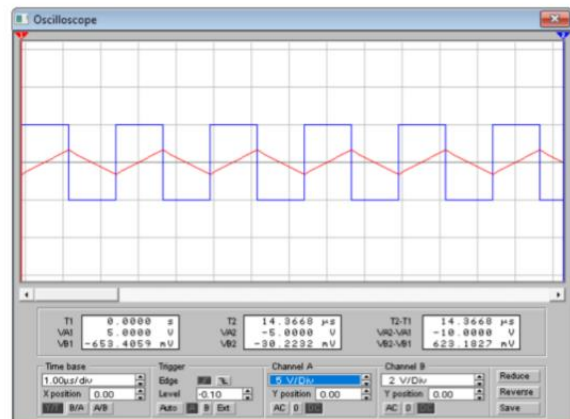 Oscilloscope
T1 0.0000 s
VA1 5.0000 V
VB1 -653.4059 mV
T2 14.3668 µs
VA2 -5.0000 V
VB2 -30.2232 mV
T2-T1 14.3668 µs
VA2-VA1 -10.0000 V
VB2-VB1 623.1827 mV
Time base
1.00µs/div
X position 0.00
Y/T B/A A/B
Trigger
Edge
Level -0.10
Auto A B Ext
Channel A
5 V/Div
Y position 0.00
AC 0 DC
Channel B
2 V/Div
Y position 0.00
AC 0 DC
Reduce
Reverse
Save